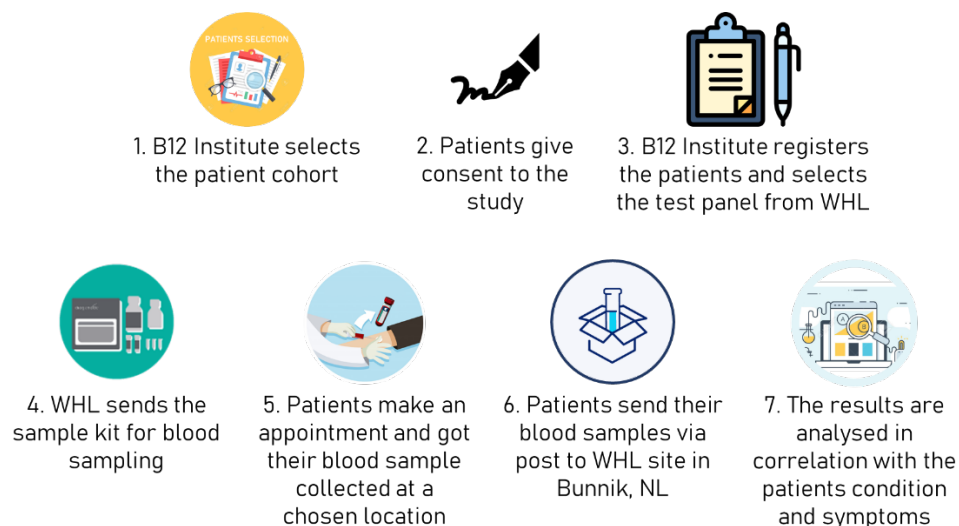 PATIENTS SELECTION
1. B12 Institute selects
the patient cohort
2. Patients give
consent to the
study
3. B12 Institute registers
the patients and selects
the test panel from WHL
4. WHL sends the
sample kit for blood
sampling
5. Patients make an
appointment and got
their blood sample
collected at a
chosen location
6. Patients send their
blood samples via
post to WHL site in
Bunnik, NL
7. The results are
analysed in
correlation with the
patients condition
and symptoms
A
B